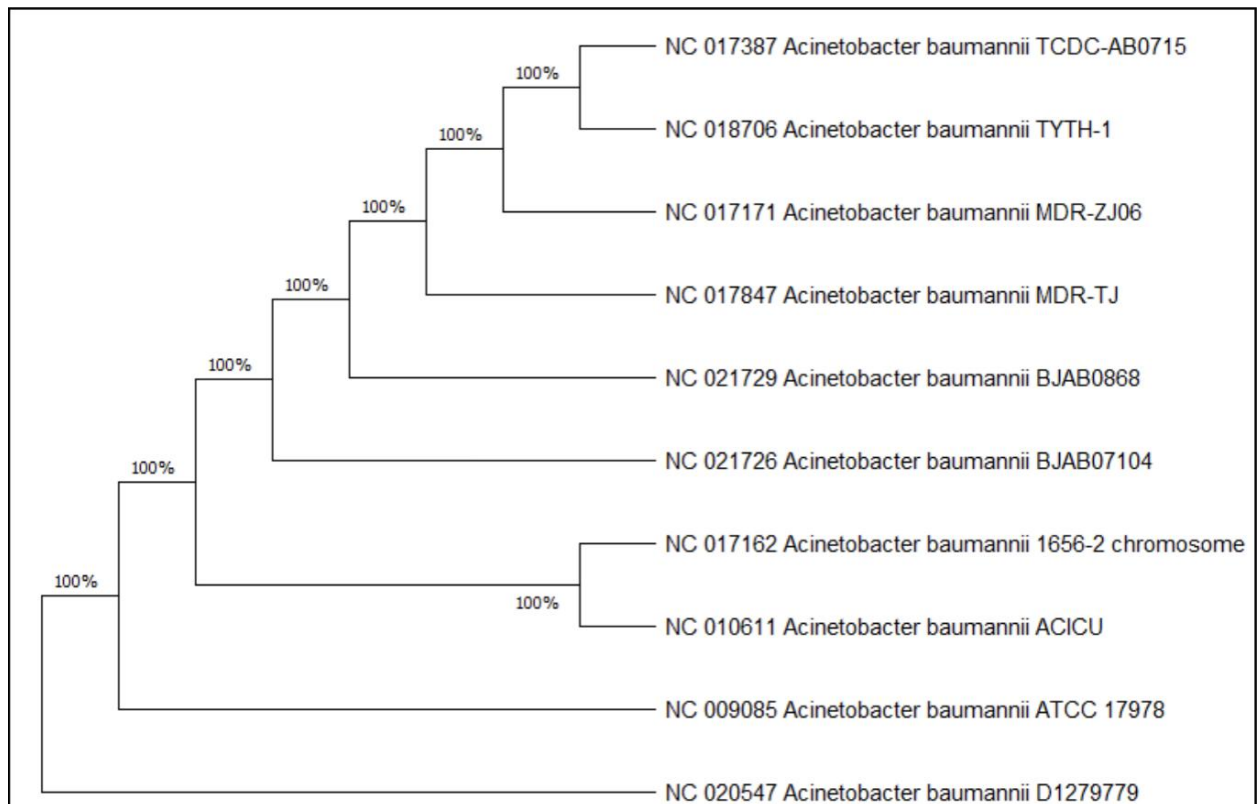 NC 017387 Acinetobacter baumannii TCDC-AB0715
100%
NC 018706 Acinetobacter baumannii TYTH-1
100%
NC 017171 Acinetobacter baumannii MDR-ZJ06
100%
NC 017847 Acinetobacter baumannii MDR-TJ
100%
NC 021729 Acinetobacter baumannii BJAB0868
100%
NC 021726 Acinetobacter baumannii BJAB07104
100%
NC 017162 Acinetobacter baumannii 1656-2 chromosome
100%
100%
NC 010611 Acinetobacter baumannii ACICU
NC 009085 Acinetobacter baumannii ATCC 17978
NC 020547 Acinetobacter baumannii D1279779